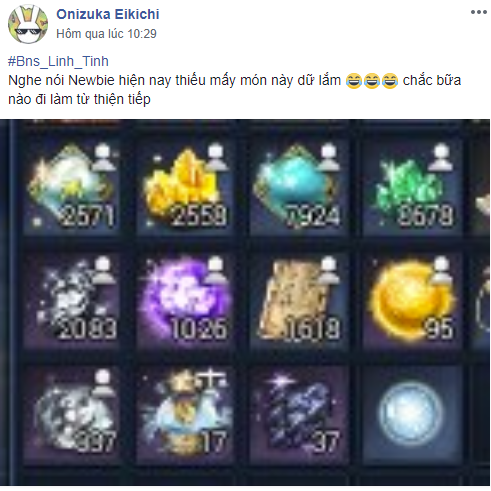 Onizuka Eikichi
Hôm qua lúc 10:29
#Bns_Linh_Tinh
Nghe nói Newbie hiện nay thiếu mấy món này dữ lắm 😂😂😂 chắc bữa
nào đi làm từ thiện tiếp
2571 2558 7924 8678
2083 1026 1618 95
337 17 37